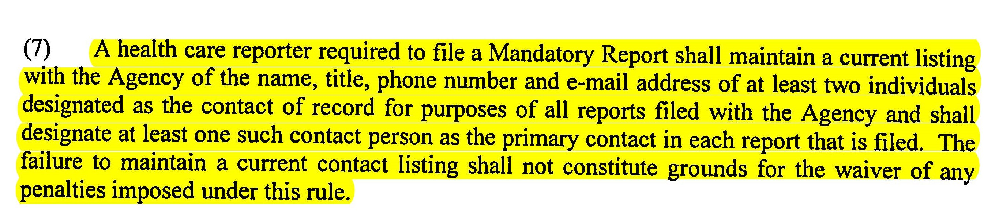 (7) A health care reporter required to file a Mandatory Report shall maintain a current listing
with the Agency of the name, title, phone number and e-mail address of at least two individuals
designated as the contact of record for purposes of all reports filed with the Agency and shall
designate at least one such contact person as the primary contact in each report that is filed. The
failure to maintain a current contact listing shall not constitute grounds for the waiver of any
penalties imposed under this rule.